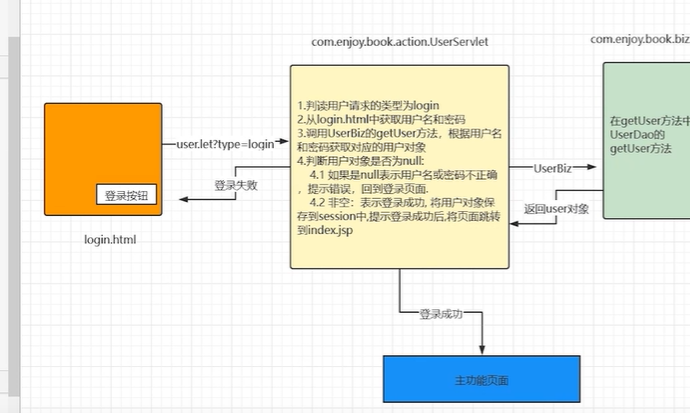 com.enjoy.book.action.UserServlet
com.enjoy.book.biz
1.判读用户请求的类型为login
2.从login.html中获取用户名和密码
3.调用UserBiz的getUser方法，根据用户名
和密码获取对应的用户对象
4.判断用户对象是否为null:
4.1 如果是null表示用户名或密码不正确
，提示错误，回到登录页面.
4.2 非空：表示登录成功, 将用户对象保
存到session中,提示登录成功后,将页面跳转
到index.jsp
在getUser方法中
UserDao的
getUser方法
user.let?type=login
登录失败
UserBiz
返回user对象
登录按钮
login.html
登录成功
主功能页面